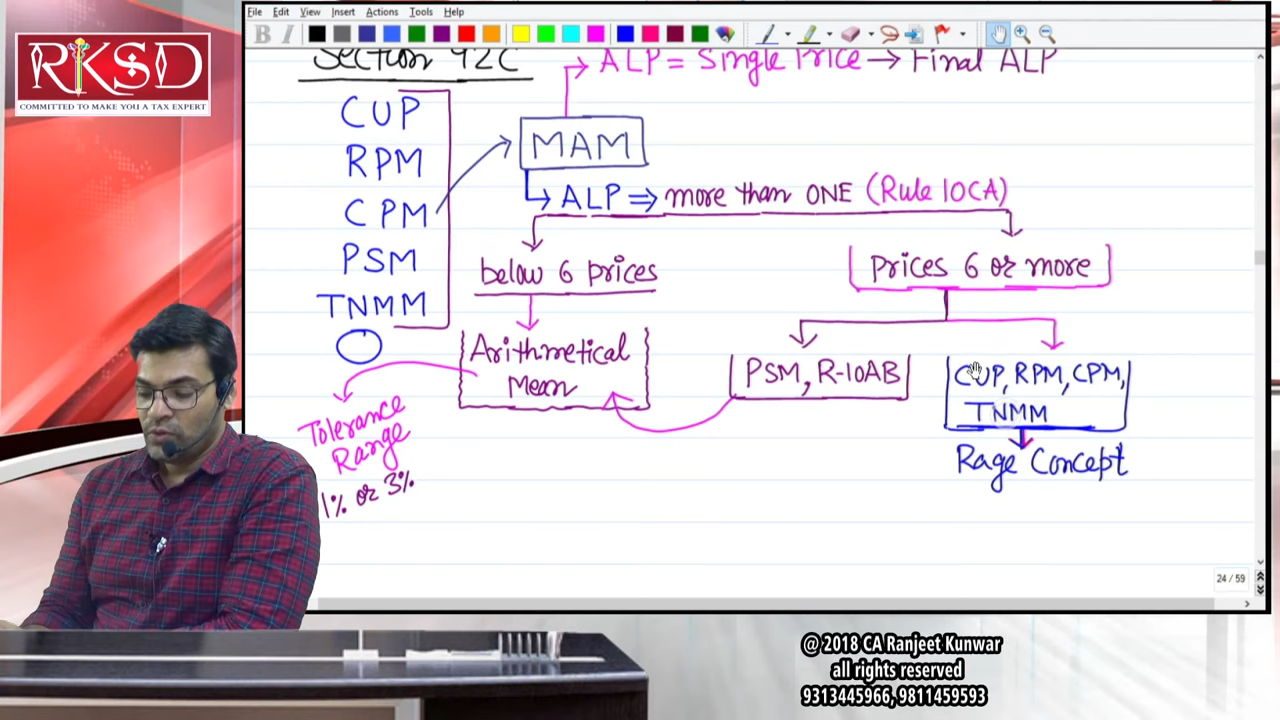 File Edit View Insert Actions Tools Help
B I
RKSD
COMMITTED TO MAKE YOU A TAX EXPERT
Section 92C
ALP = Single Price → Final ALP
CUP
RPM
CPM
PSM
TNMM
MAM
ALP ⇒ more than ONE (Rule 10CA)
below 6 prices
Prices 6 or more
Arithmetical
Mean
PSM, R-10AB
CUP, RPM, CPM,
TNMM
Tolerance
Range
1% or 3%
Rage Concept
24 / 59
@ 2018 CA Ranjeet Kunwar
all rights reserved
9313445966, 9811459593